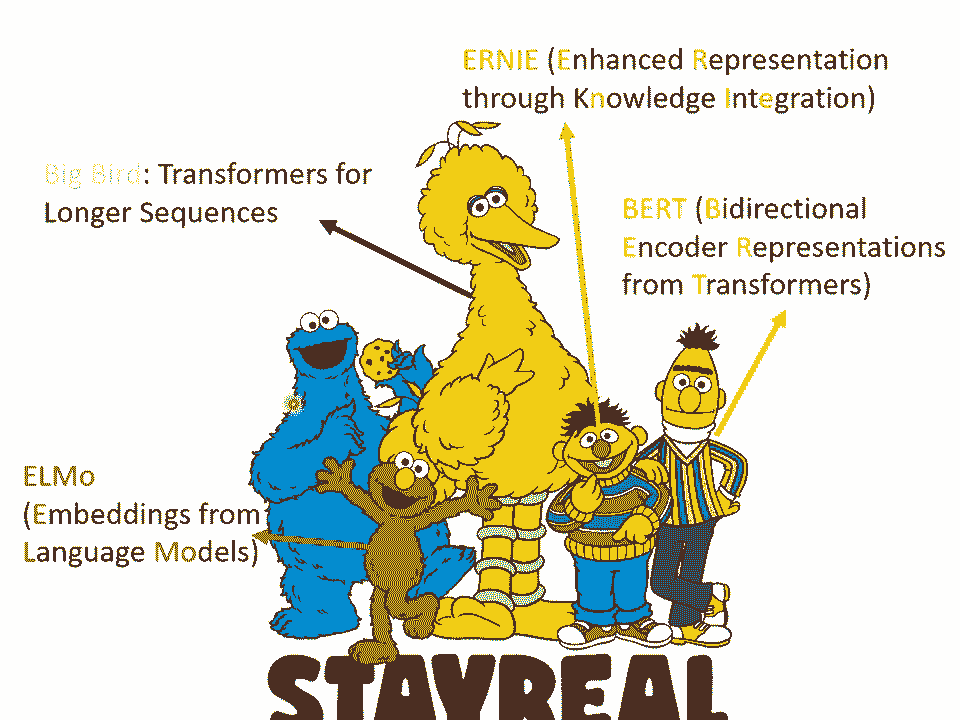 ERNIE (Enhanced Representation
through Knowledge Integration)
Big Bird: Transformers for
Longer Sequences
BERT (Bidirectional
Encoder Representations
from Transformers)
ELMo
(Embeddings from
Language Models)
STAYREAL